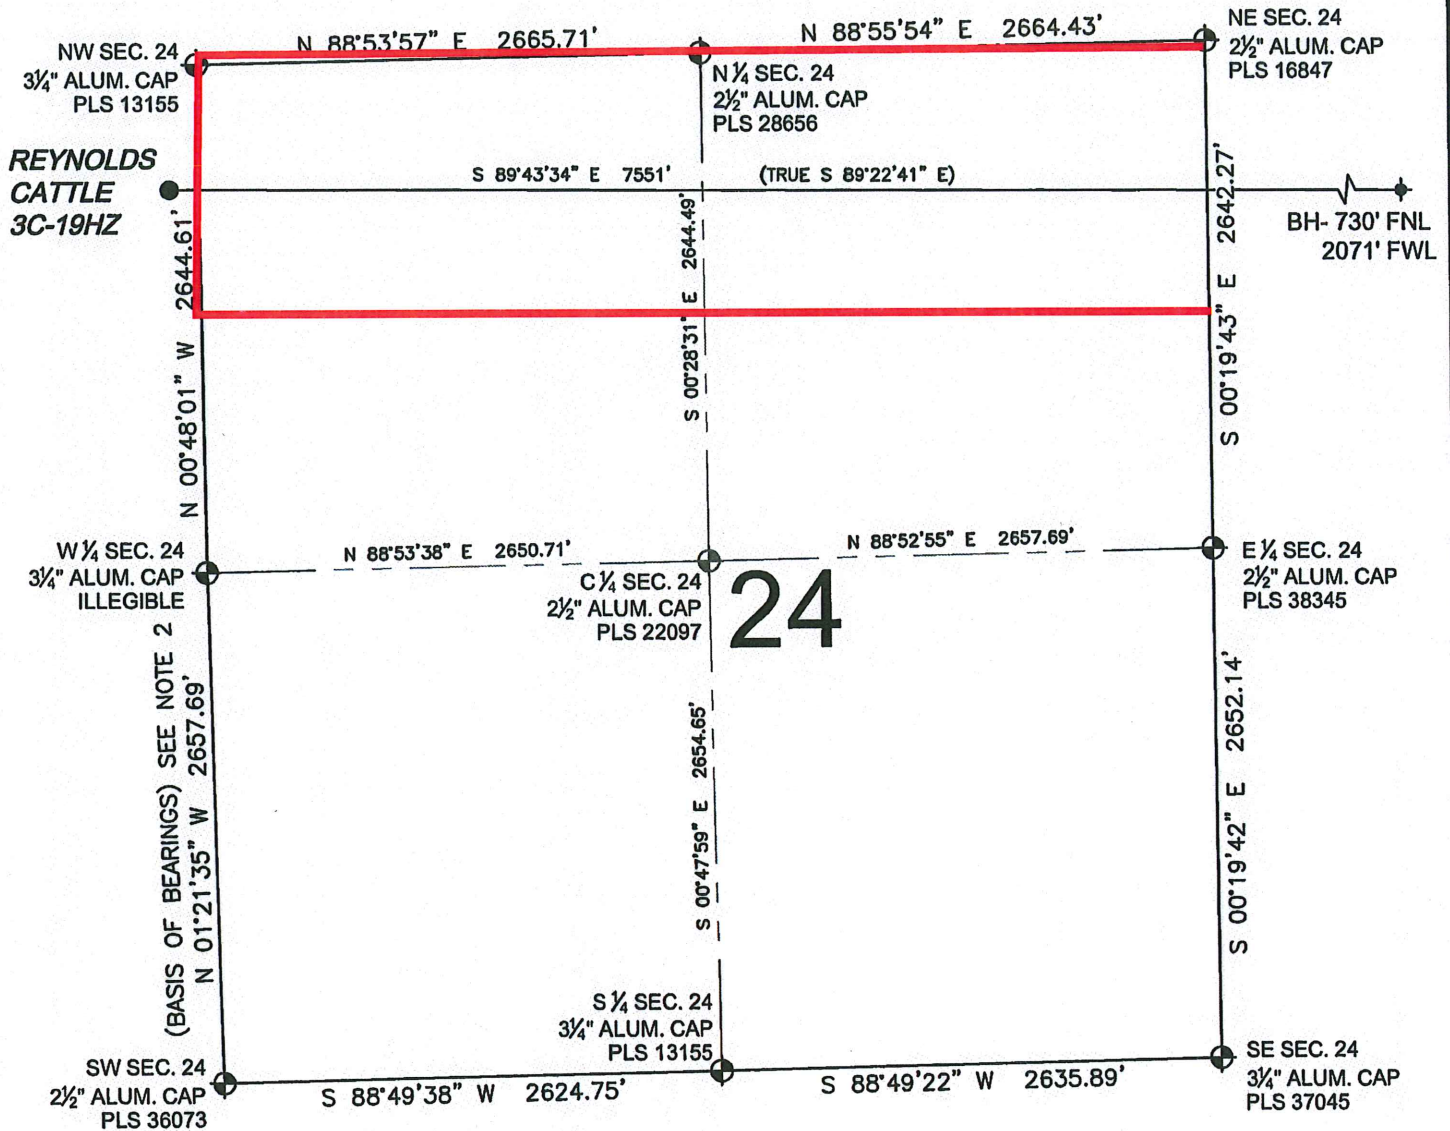 N 88°53'57" E 2665.71'
N 88°55'54" E 2664.43'
NW SEC. 24
3¼" ALUM. CAP
PLS 13155
N ¼ SEC. 24
2½" ALUM. CAP
PLS 28656
NE SEC. 24
2½" ALUM. CAP
PLS 16847
REYNOLDS
CATTLE
3C-19HZ
S 89°43'34" E 7551' (TRUE S 89°22'41" E)
BH- 730' FNL
2071' FWL
N 00°48'01" W 2644.61'
S 00°28'31" E 2644.49'
S 00°19'43" E 2642.27'
W ¼ SEC. 24
3¼" ALUM. CAP
ILLEGIBLE
N 88°53'38" E 2650.71'
N 88°52'55" E 2657.69'
C ¼ SEC. 24
2½" ALUM. CAP
PLS 22097
24
E ¼ SEC. 24
2½" ALUM. CAP
PLS 38345
(BASIS OF BEARINGS) SEE NOTE 2
N 01°21'35" W 2657.69'
S 00°47'59" E 2654.65'
S 00°19'42" E 2652.14'
SW SEC. 24
2½" ALUM. CAP
PLS 36073
S ¼ SEC. 24
3¼" ALUM. CAP
PLS 13155
SE SEC. 24
3¼" ALUM. CAP
PLS 37045
S 88°49'38" W 2624.75'
S 88°49'22" W 2635.89'